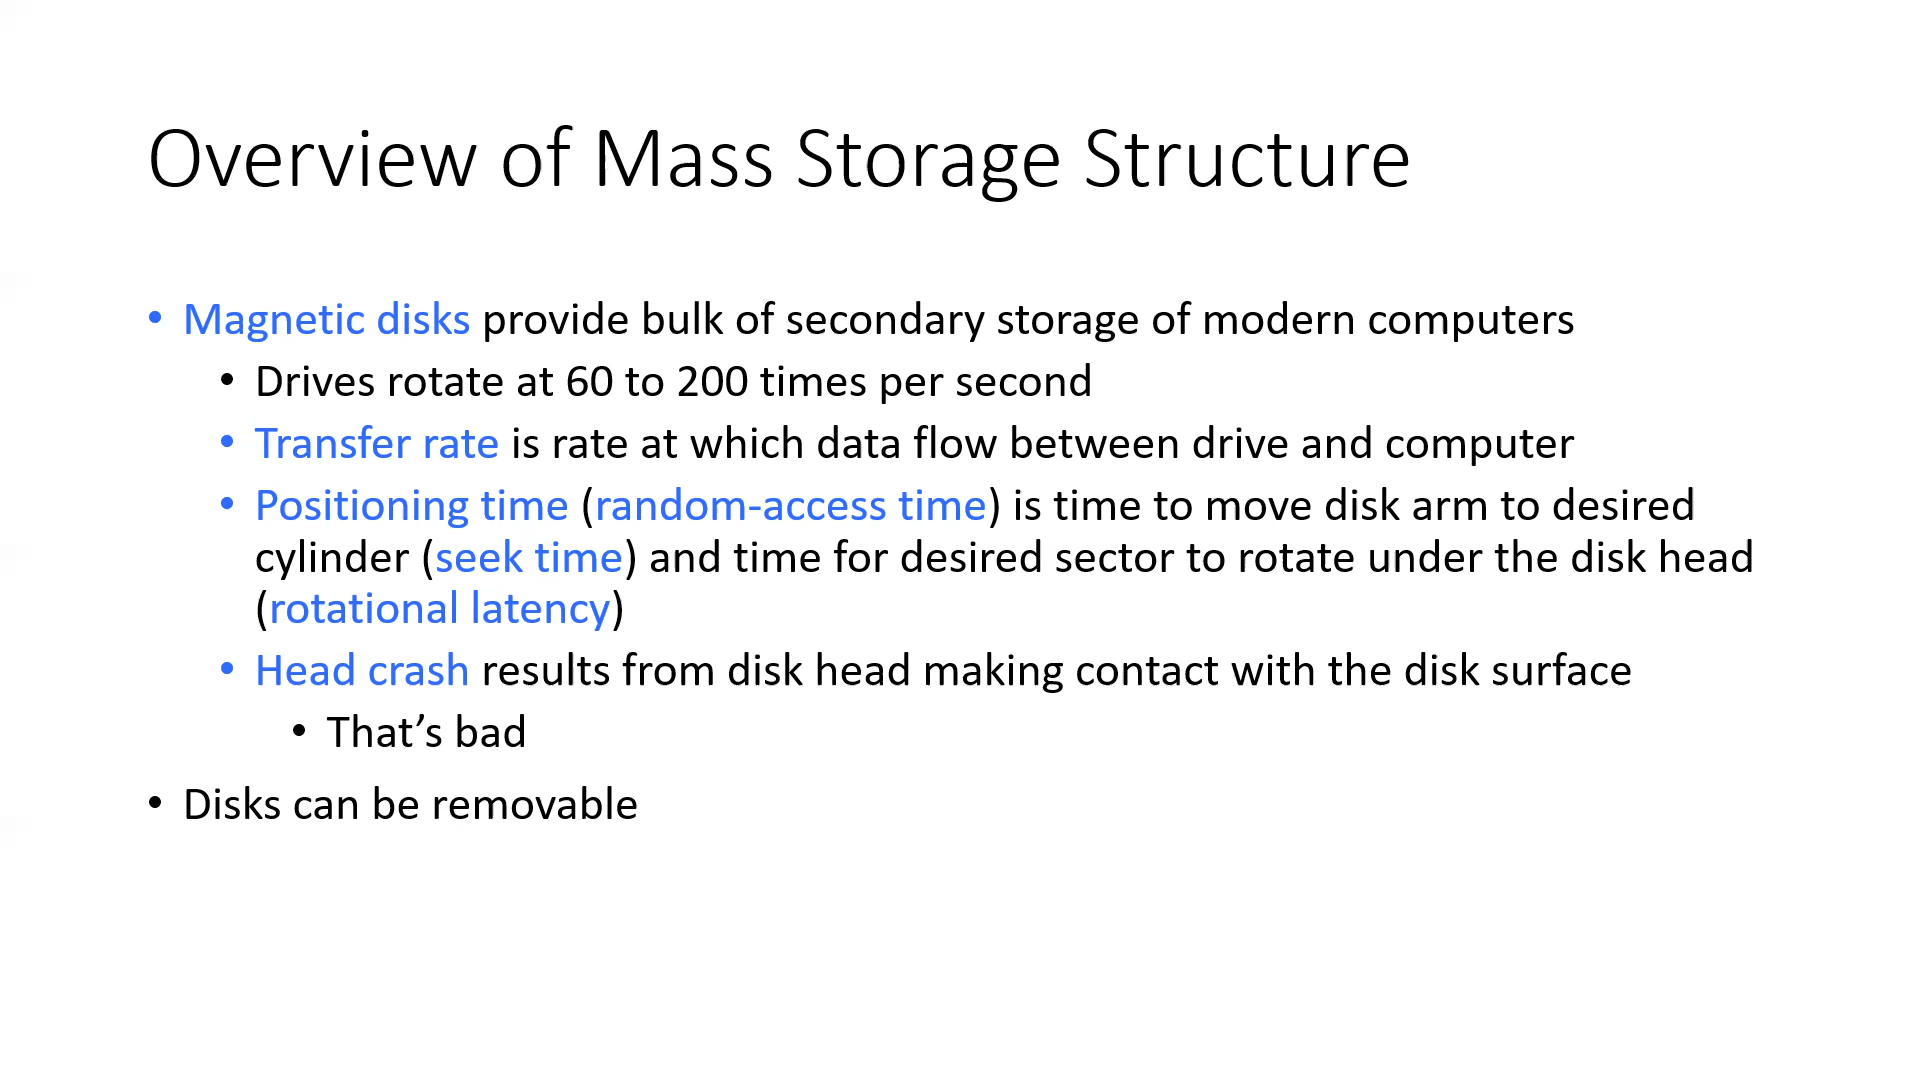 Overview of Mass Storage Structure
• Magnetic disks provide bulk of secondary storage of modern computers
• Drives rotate at 60 to 200 times per second
• Transfer rate is rate at which data flow between drive and computer
• Positioning time (random-access time) is time to move disk arm to desired
cylinder (seek time) and time for desired sector to rotate under the disk head
(rotational latency)
• Head crash results from disk head making contact with the disk surface
• That’s bad
• Disks can be removable